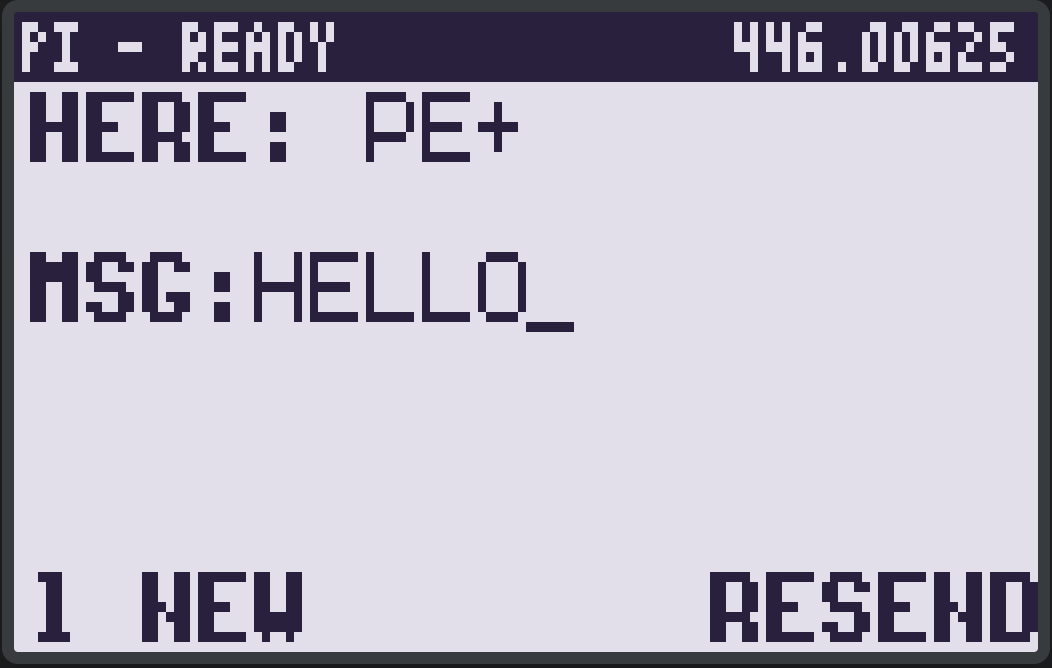 PI - READY 446.00625
HERE: PE+
MSG:HELLO_
1 NEW RESEND